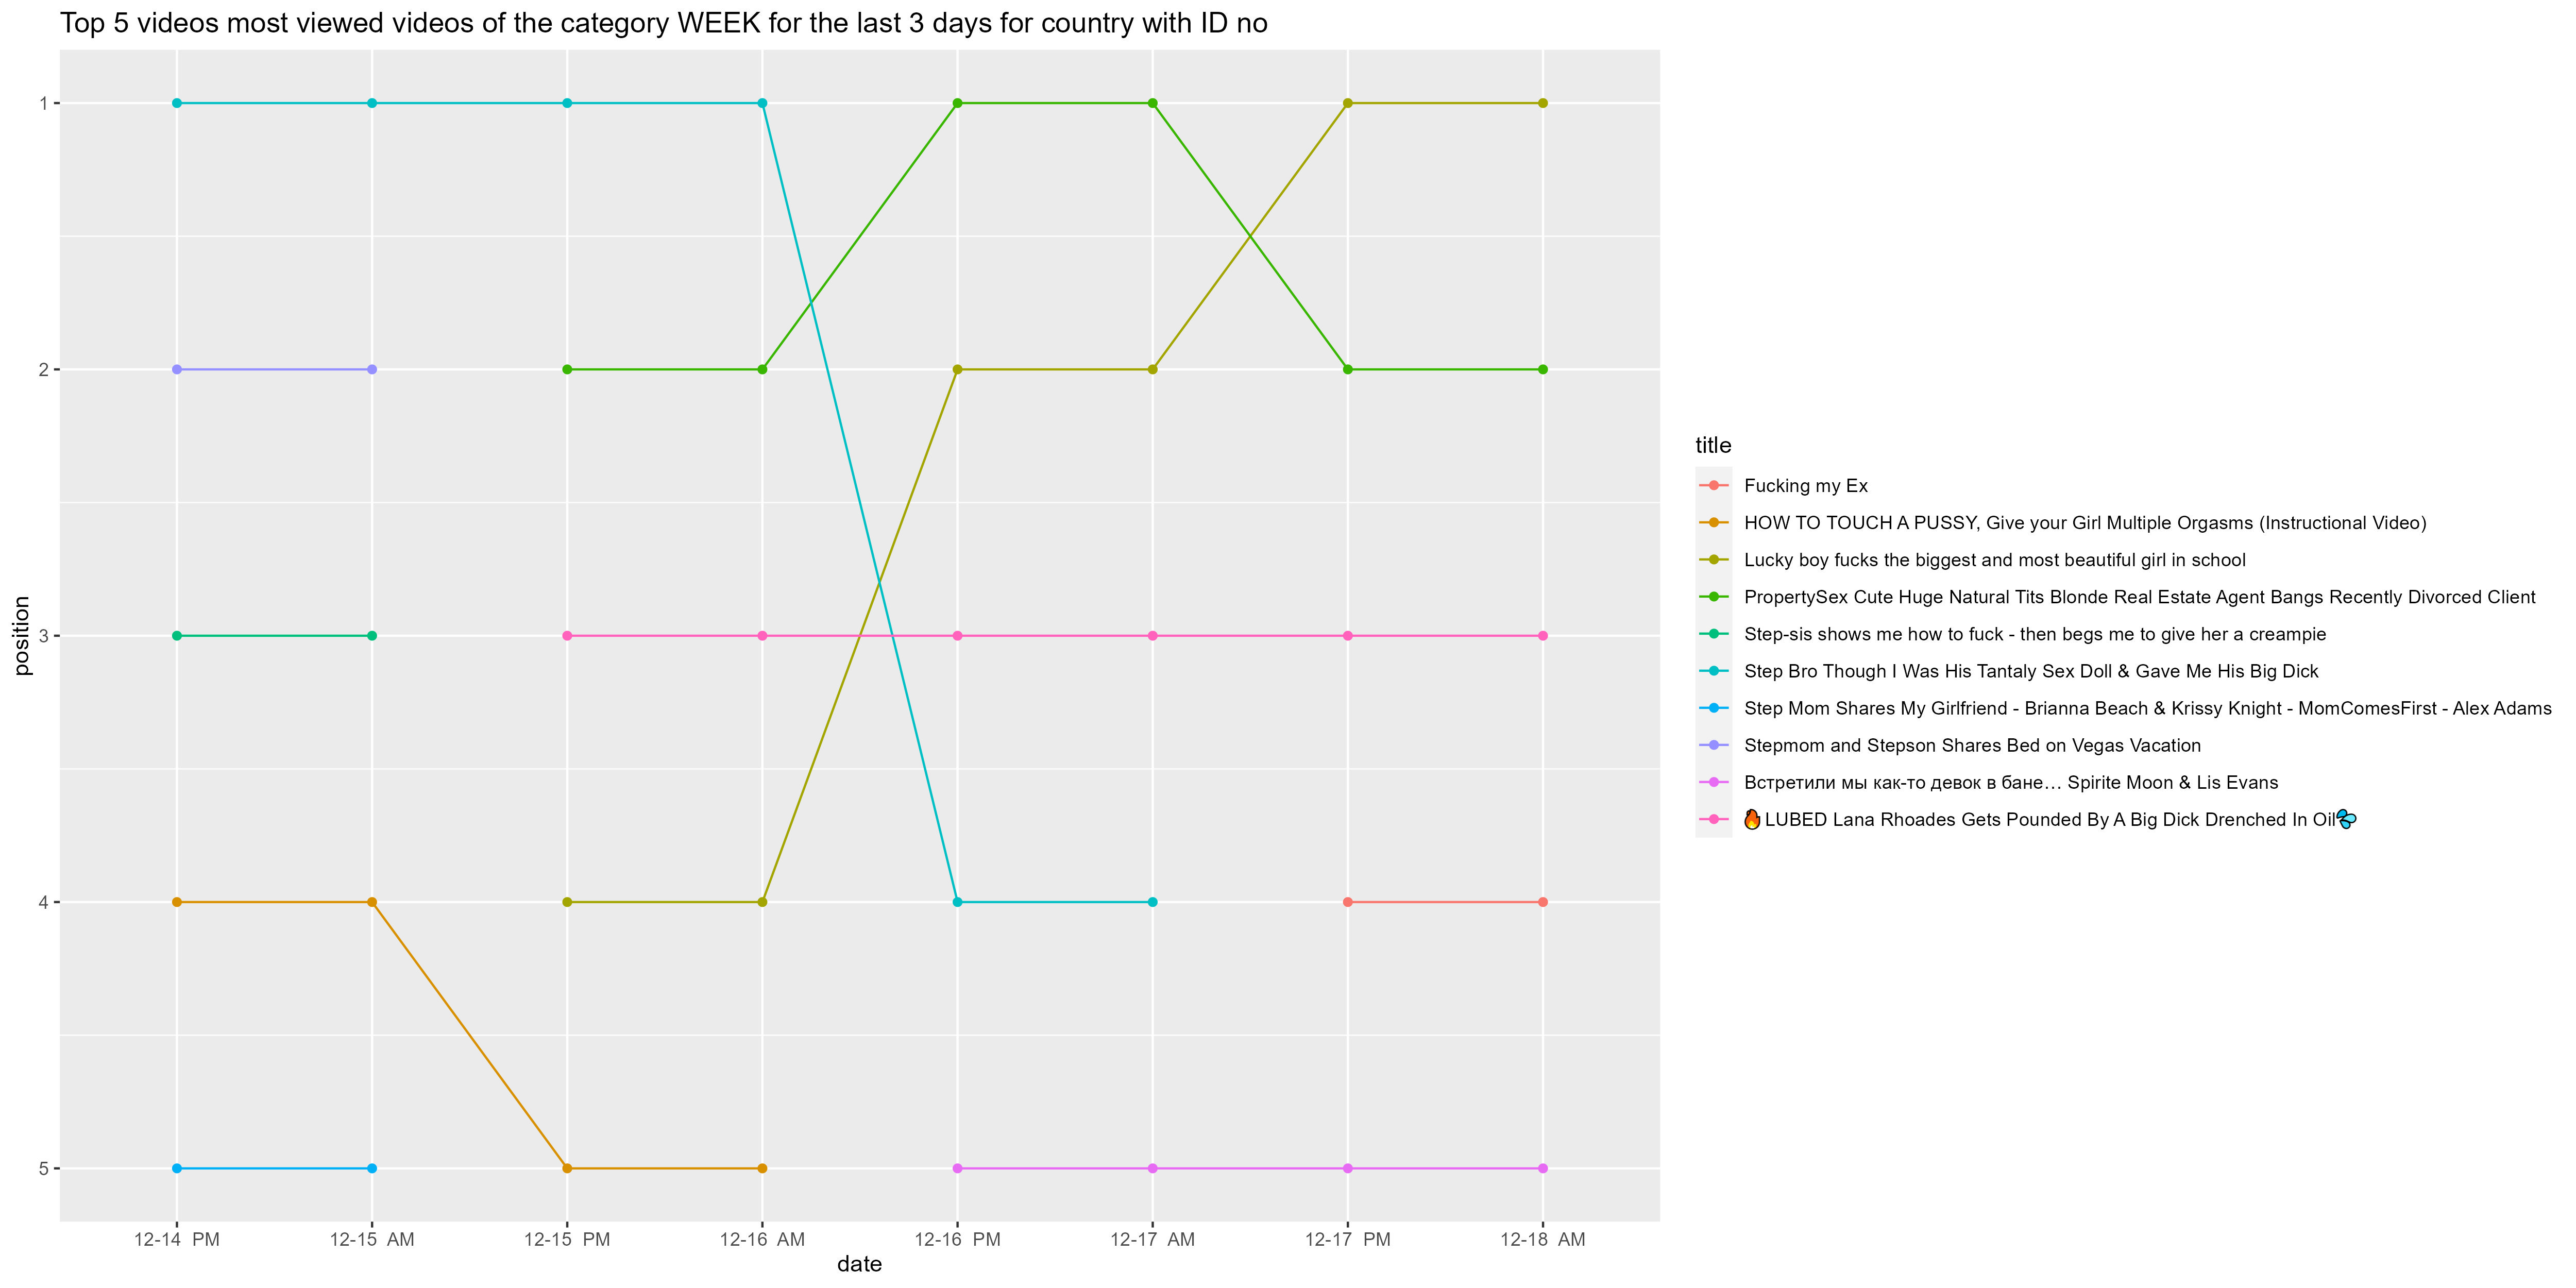 Top 5 videos most viewed videos of the category WEEK for the last 3 days for country with ID no
position
1
2
3
4
5
12-14 PM
12-15 AM
12-15 PM
12-16 AM
12-16 PM
12-17 AM
12-17 PM
12-18 AM
date
title
Fucking my Ex
HOW TO TOUCH A PUSSY, Give your Girl Multiple Orgasms (Instructional Video)
Lucky boy fucks the biggest and most beautiful girl in school
PropertySex Cute Huge Natural Tits Blonde Real Estate Agent Bangs Recently Divorced Client
Step-sis shows me how to fuck - then begs me to give her a creampie
Step Bro Though I Was His Tantaly Sex Doll & Gave Me His Big Dick
Step Mom Shares My Girlfriend - Brianna Beach & Krissy Knight - MomComesFirst - Alex Adams
Stepmom and Stepson Shares Bed on Vegas Vacation
Встретили мы как-то девок в бане… Spirite Moon & Lis Evans
🔥LUBED Lana Rhoades Gets Pounded By A Big Dick Drenched In Oil💦